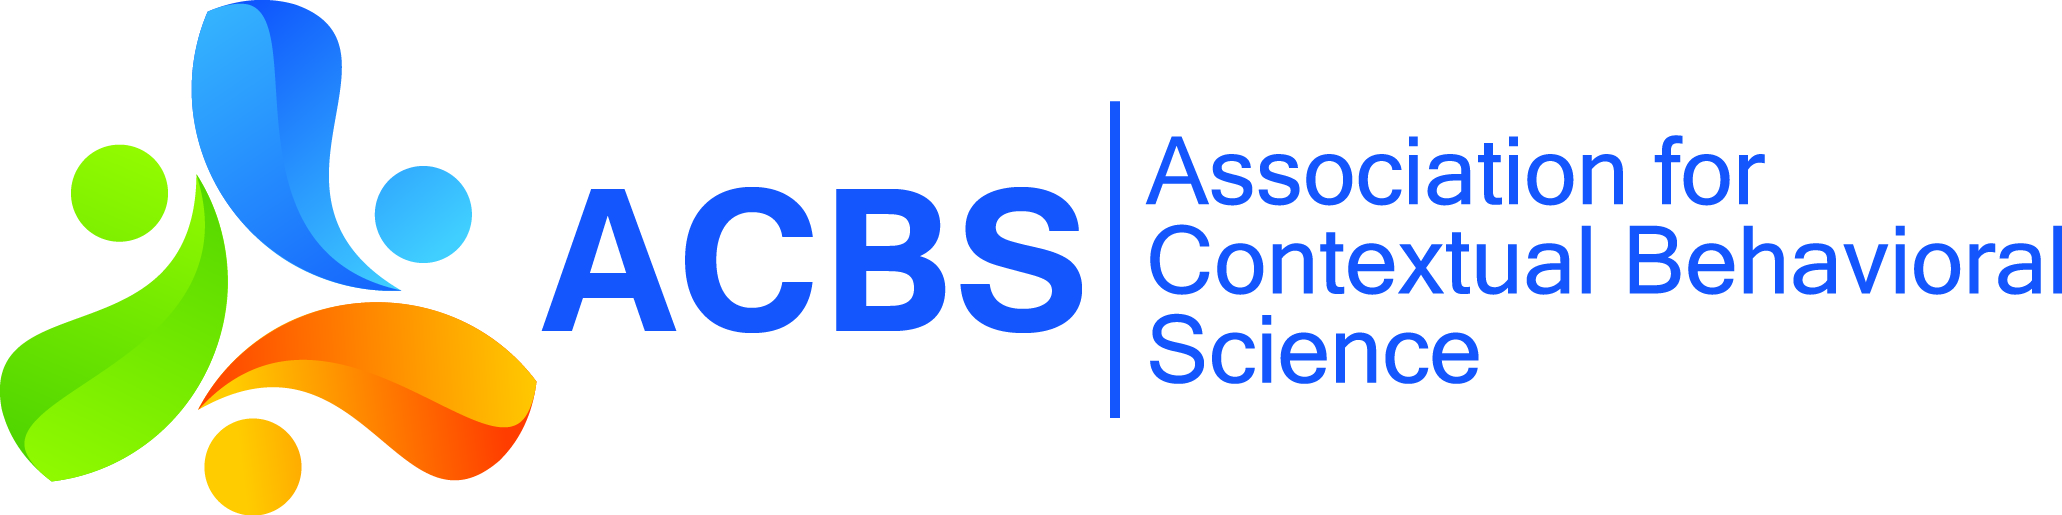 ACBS
Association for
Contextual Behavioral
Science